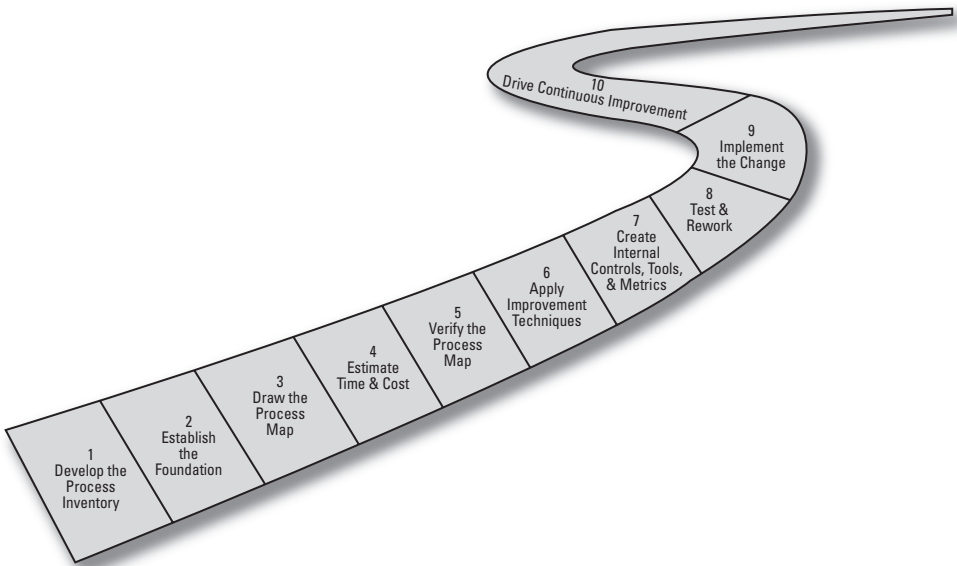 1
Develop the
Process
Inventory
2
Establish
the
Foundation
3
Draw the
Process
Map
4
Estimate
Time & Cost
5
Verify the
Process
Map
6
Apply
Improvement
Techniques
7
Create
Internal
Controls, Tools,
& Metrics
8
Test &
Rework
9
Implement
the Change
10
Drive Continuous Improvement